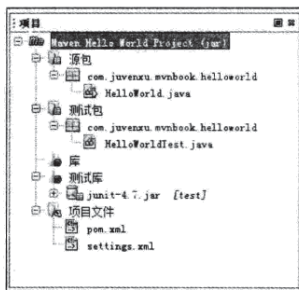 项目
Maven Hello World Project (jar)
源包
com.juvenxu.mvnbook.helloworld
HelloWorld.java
测试包
com.juvenxu.mvnbook.helloworld
HelloWorldTest.java
库
测试库
junit-4.7.jar [test]
项目文件
pom.xml
settings.xml